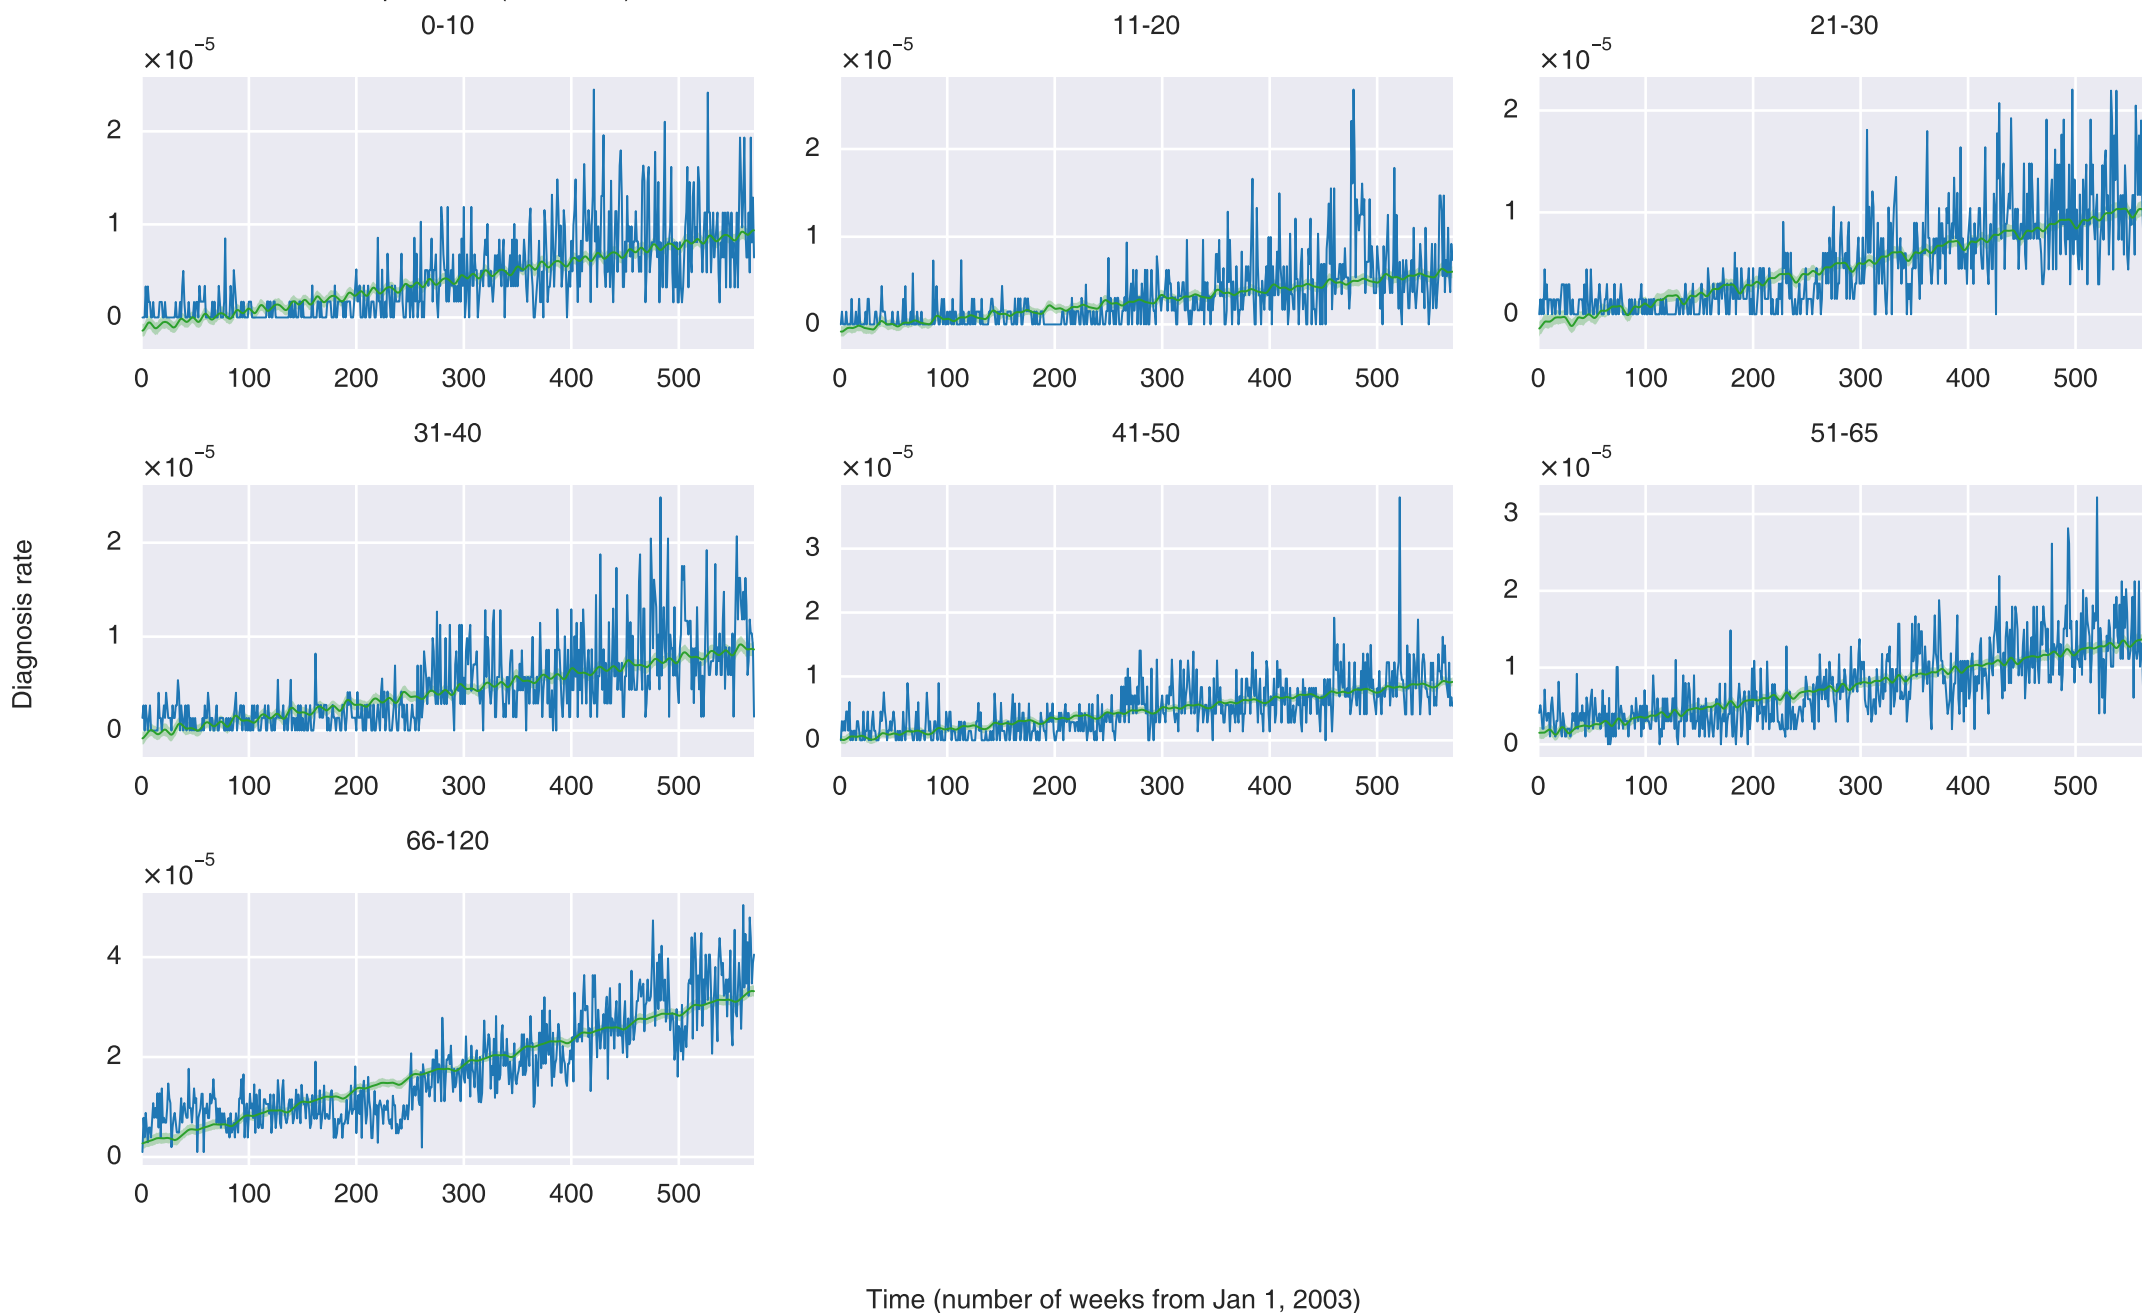 0-10 11-20 21-30
×10⁻⁵ ×10⁻⁵ ×10⁻⁵
2 2 2
1 1 1
0 0 0
0 100 200 300 400 500 0 100 200 300 400 500 0 100 200 300 400 500
31-40 41-50 51-65
×10⁻⁵ ×10⁻⁵ ×10⁻⁵
3 3
2 2 2
1 1 1
0 0 0
0 100 200 300 400 500 0 100 200 300 400 500 0 100 200 300 400 500
Diagnosis rate
66-120
×10⁻⁵
4
2
0
0 100 200 300 400 500
Time (number of weeks from Jan 1, 2003)